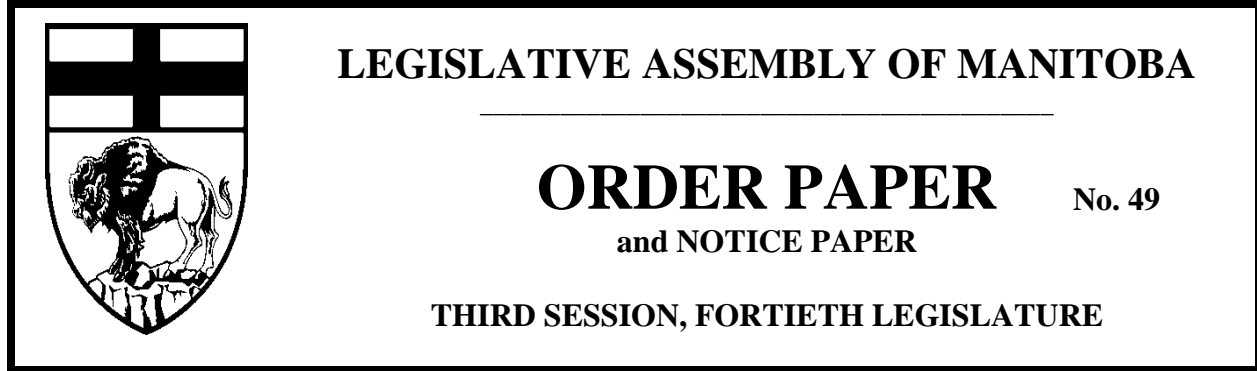 LEGISLATIVE ASSEMBLY OF MANITOBA
ORDER PAPER No. 49
and NOTICE PAPER
THIRD SESSION, FORTIETH LEGISLATURE